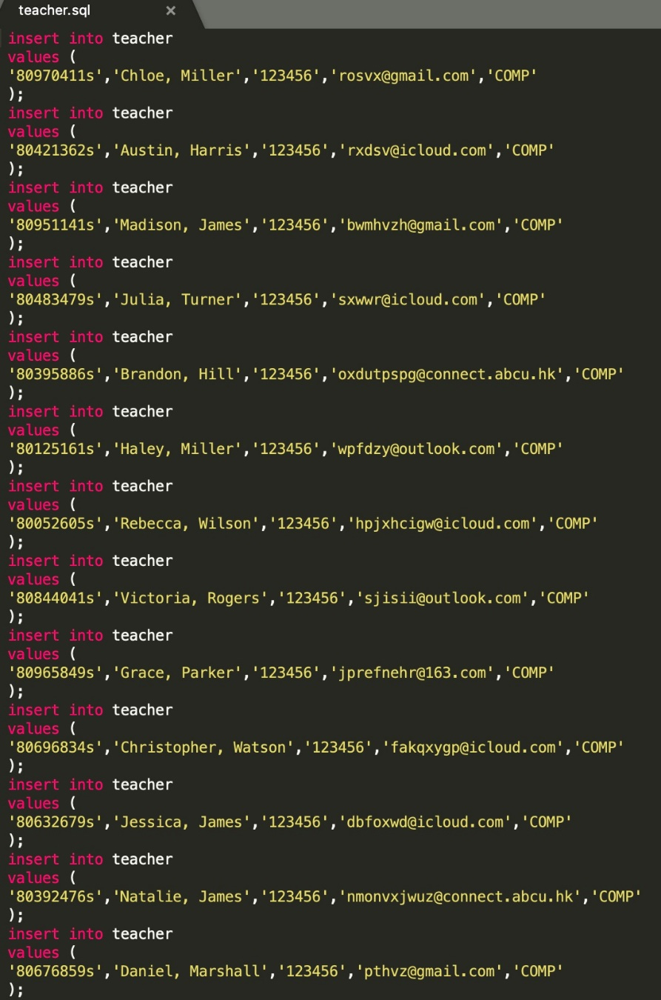 teacher.sql ×
insert into teacher
values (
'80970411s','Chloe, Miller','123456','rosvx@gmail.com','COMP'
);
insert into teacher
values (
'80421362s','Austin, Harris','123456','rxdsv@icloud.com','COMP'
);
insert into teacher
values (
'80951141s','Madison, James','123456','bwmhvzh@gmail.com','COMP'
);
insert into teacher
values (
'80483479s','Julia, Turner','123456','sxwwr@icloud.com','COMP'
);
insert into teacher
values (
'80395886s','Brandon, Hill','123456','oxdutpspg@connect.abcu.hk','COMP'
);
insert into teacher
values (
'80125161s','Haley, Miller','123456','wpfdzy@outlook.com','COMP'
);
insert into teacher
values (
'80052605s','Rebecca, Wilson','123456','hpjxhcigw@icloud.com','COMP'
);
insert into teacher
values (
'80844041s','Victoria, Rogers','123456','sjisii@outlook.com','COMP'
);
insert into teacher
values (
'80965849s','Grace, Parker','123456','jprefnehr@163.com','COMP'
);
insert into teacher
values (
'80696834s','Christopher, Watson','123456','fakqxygp@icloud.com','COMP'
);
insert into teacher
values (
'80632679s','Jessica, James','123456','dbfoxwd@icloud.com','COMP'
);
insert into teacher
values (
'80392476s','Natalie, James','123456','nmonvxjwuz@connect.abcu.hk','COMP'
);
insert into teacher
values (
'80676859s','Daniel, Marshall','123456','pthvz@gmail.com','COMP'
);